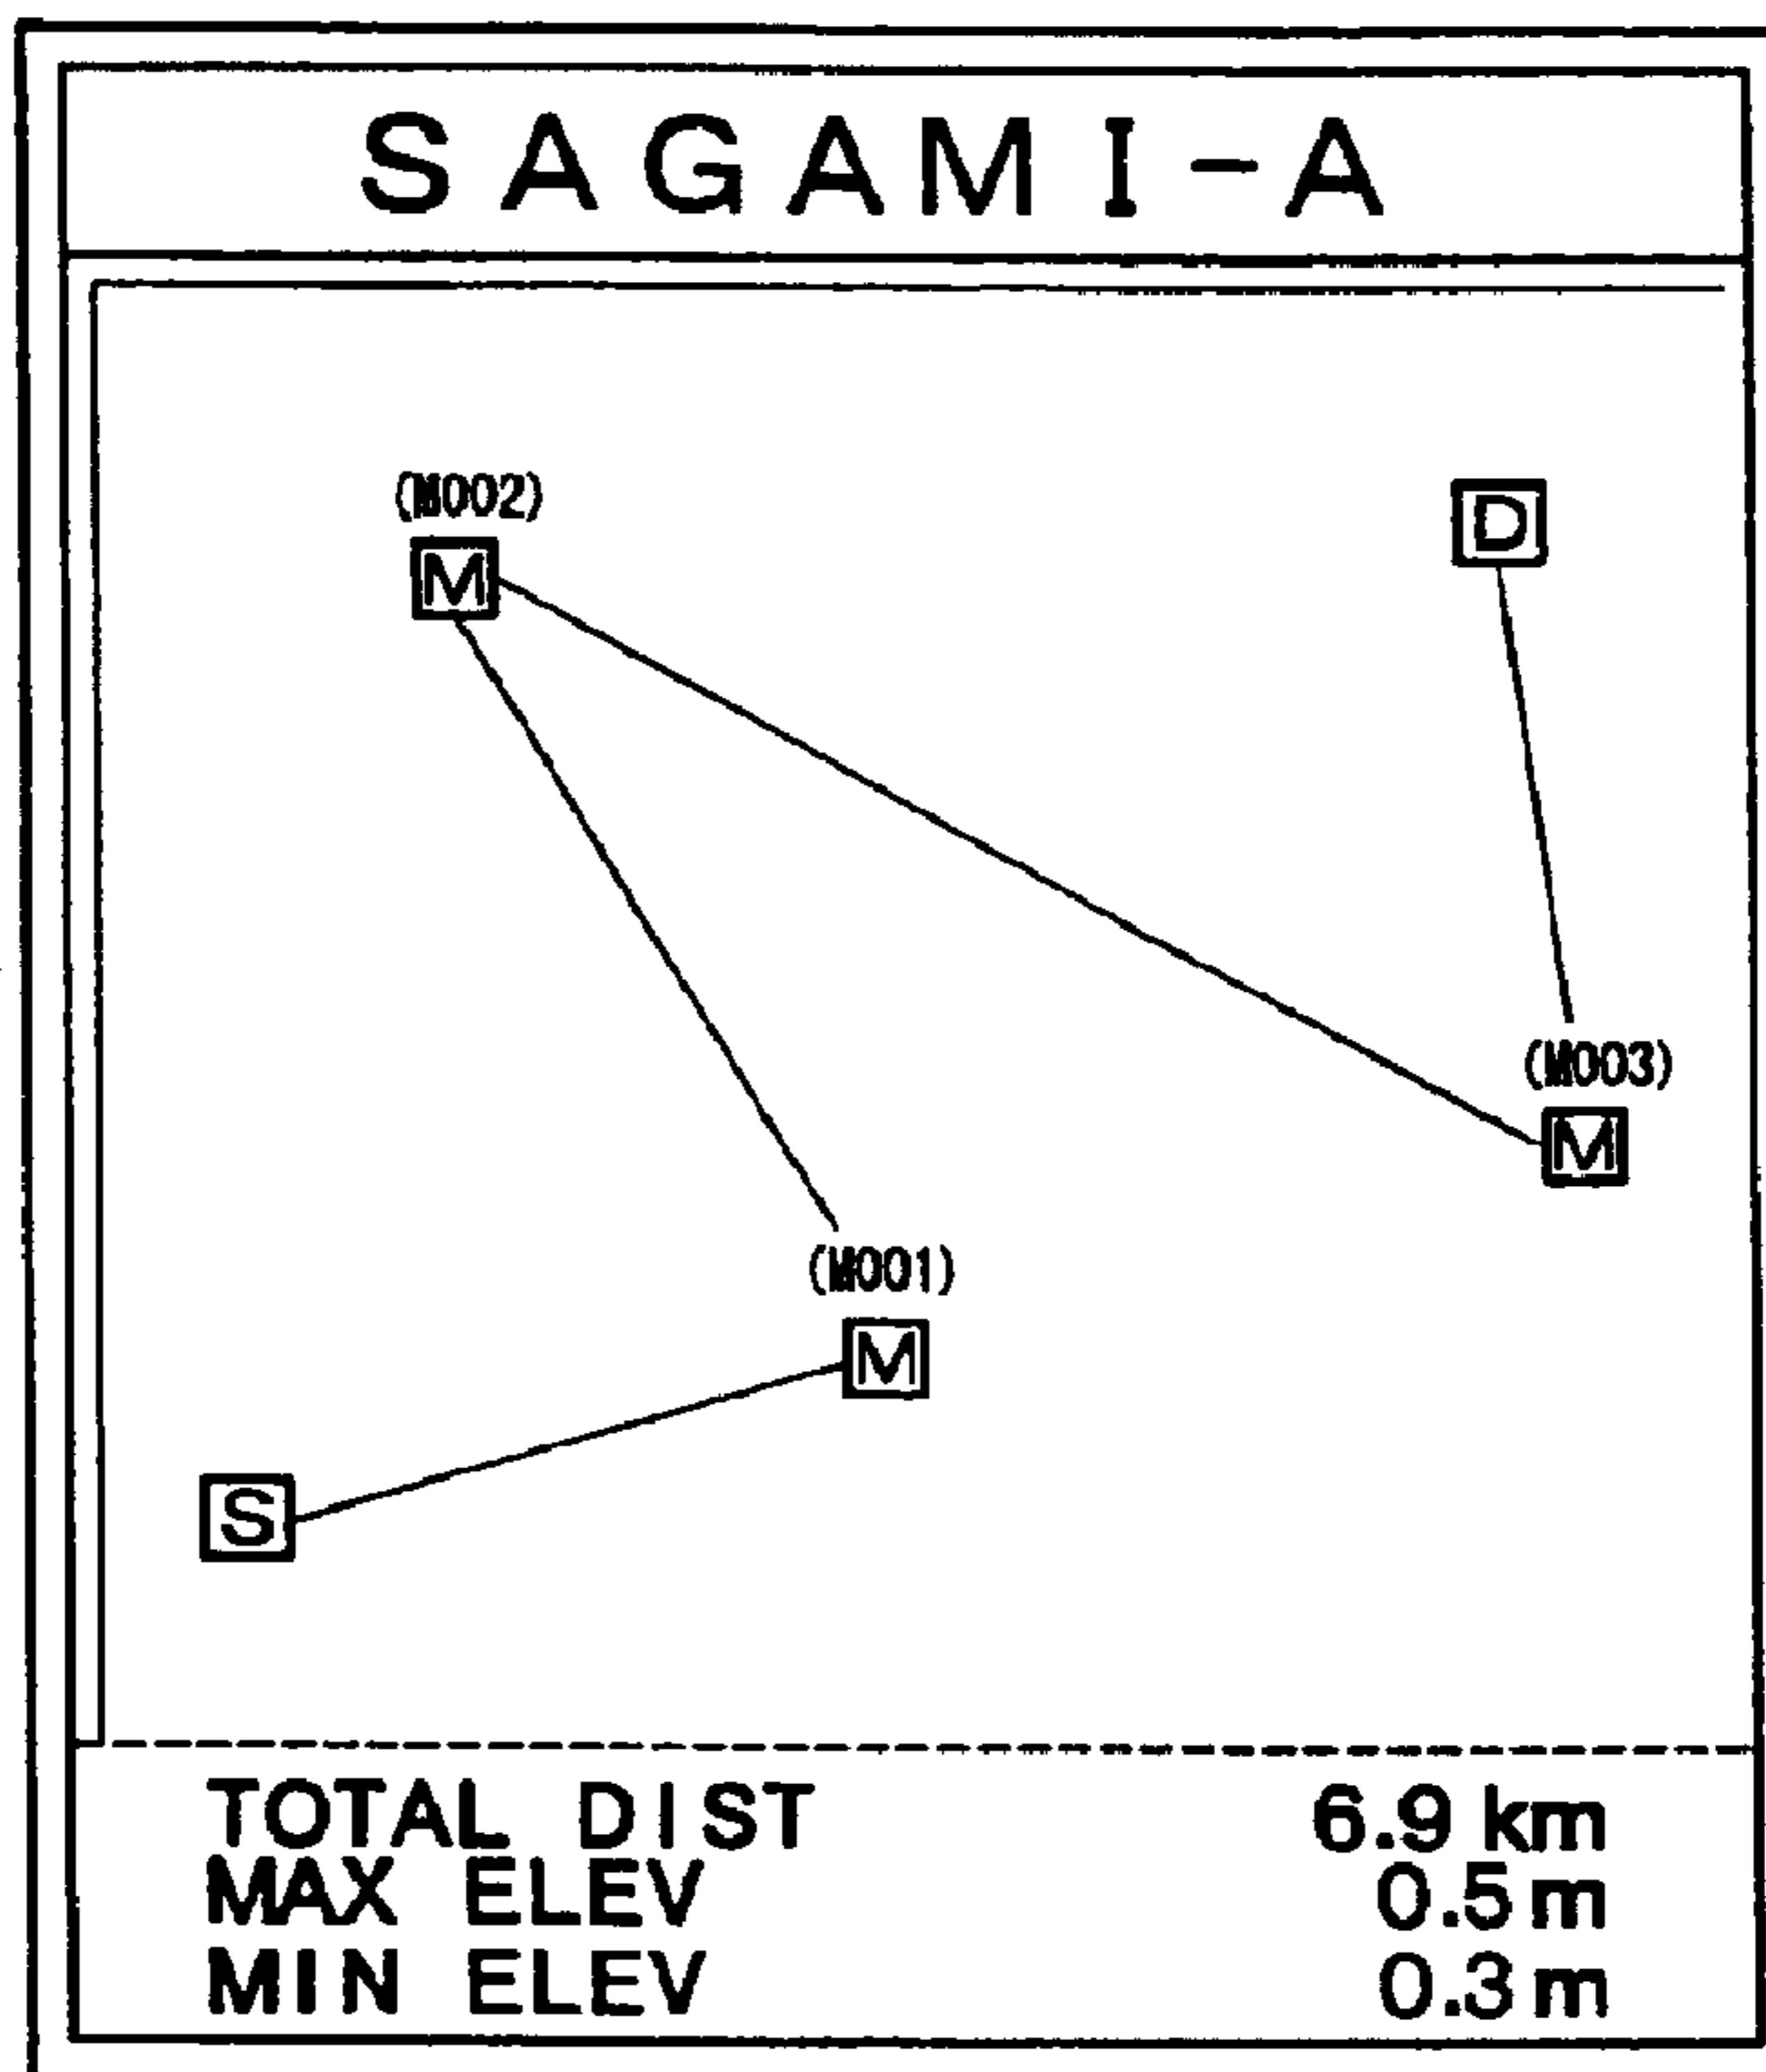 SAGAMI-A
(M002)
M
D
(M003)
M
(M001)
M
S
TOTAL DIST 6.9 km
MAX ELEV 0.5 m
MIN ELEV 0.3 m